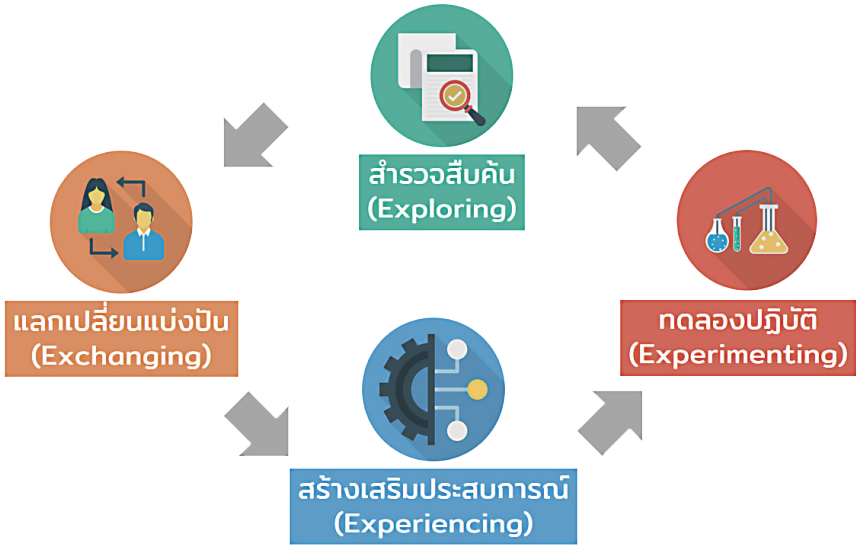 สำรวจสืบค้น
(Exploring)
แลกเปลี่ยนแบ่งปัน
(Exchanging)
ทดลองปฏิบัติ
(Experimenting)
สร้างเสริมประสบการณ์
(Experiencing)